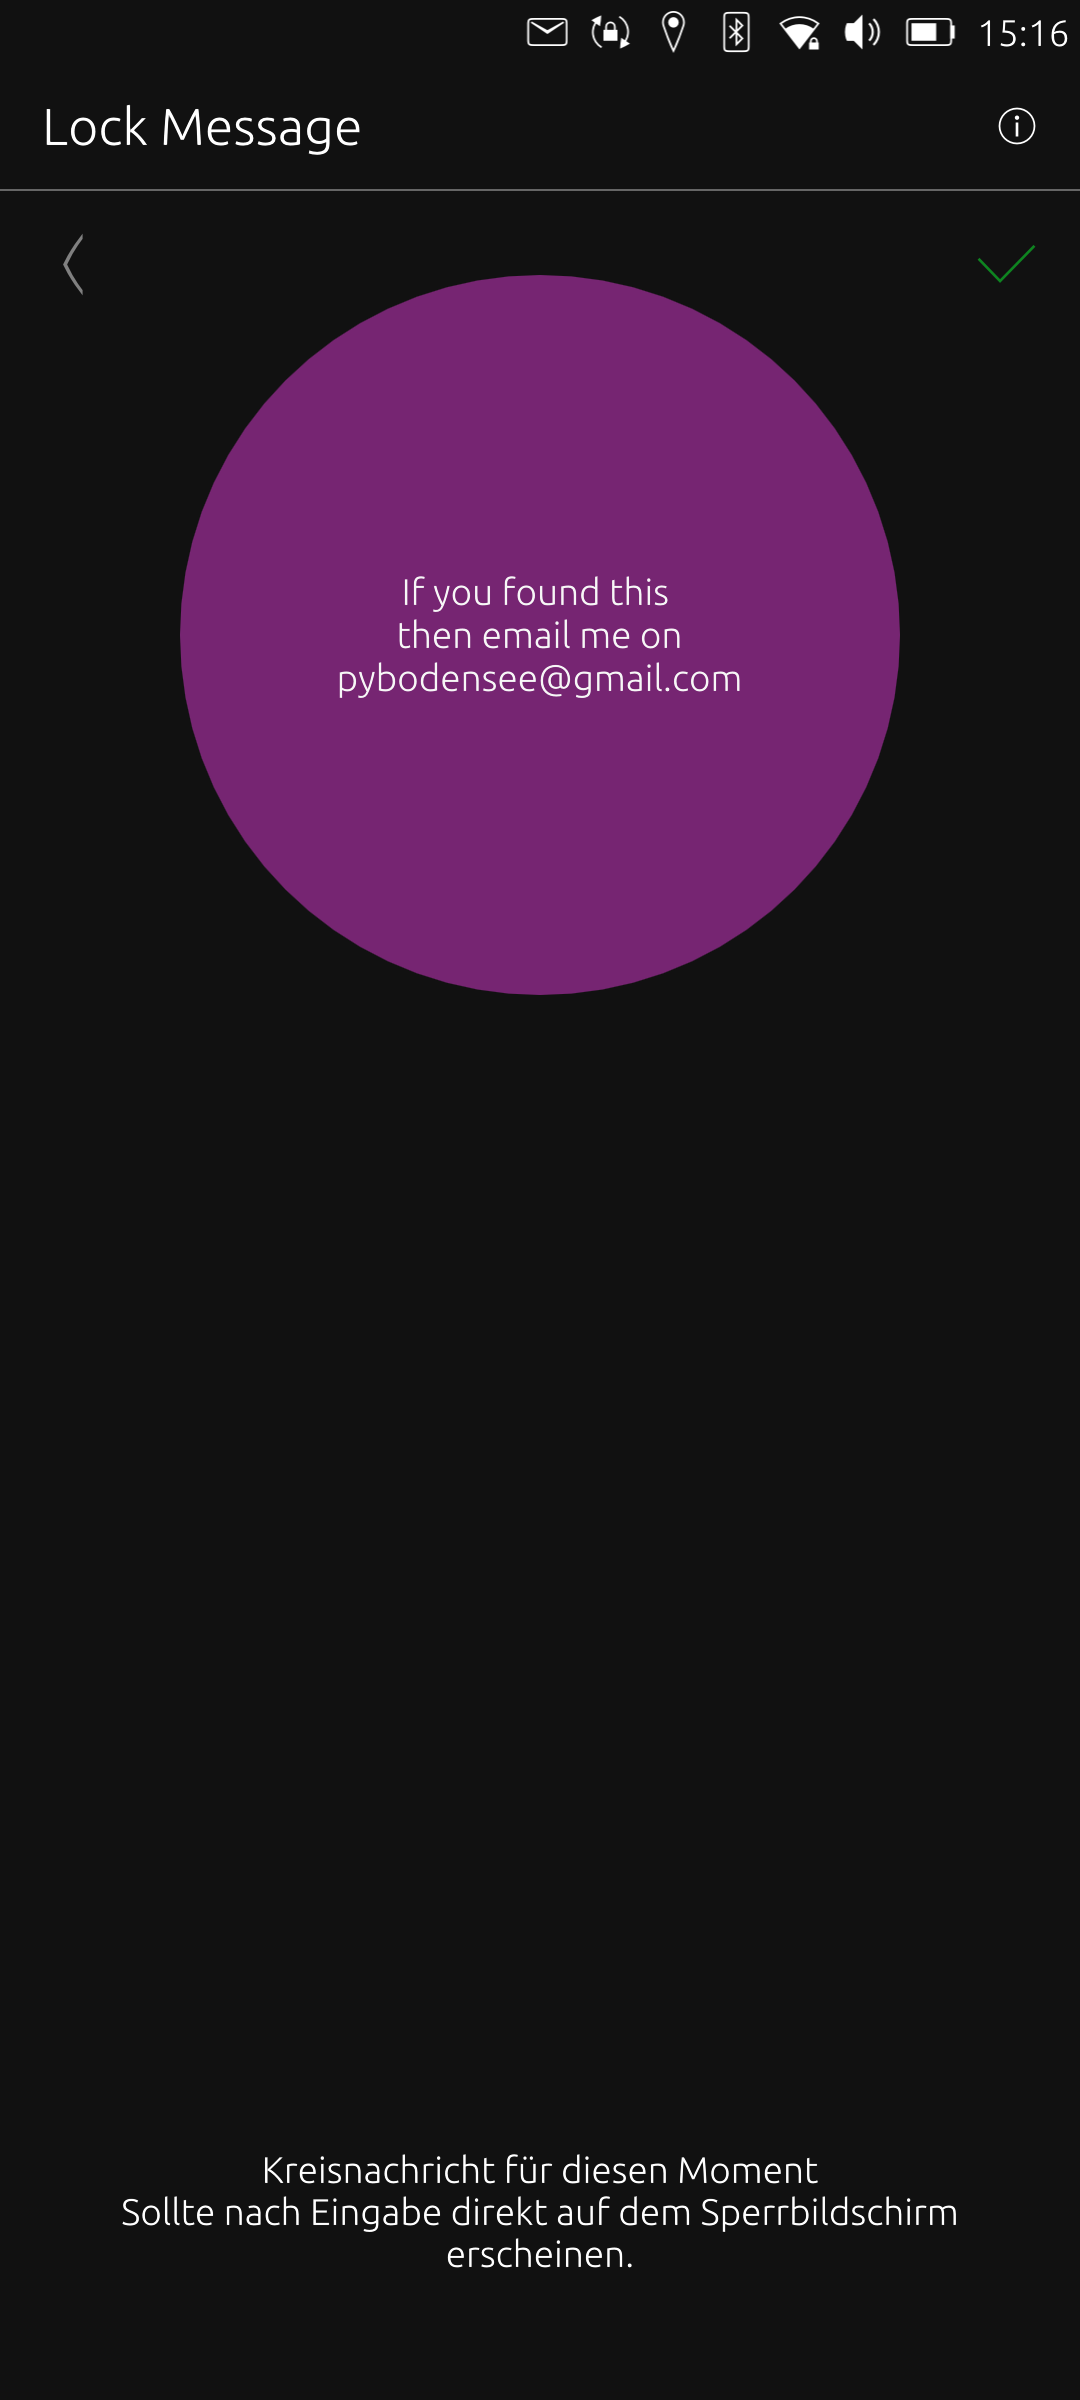 15:16
Lock Message
If you found this
then email me on
pybodensee@gmail.com
Kreisnachricht für diesen Moment
Sollte nach Eingabe direkt auf dem Sperrbildschirm
erscheinen.